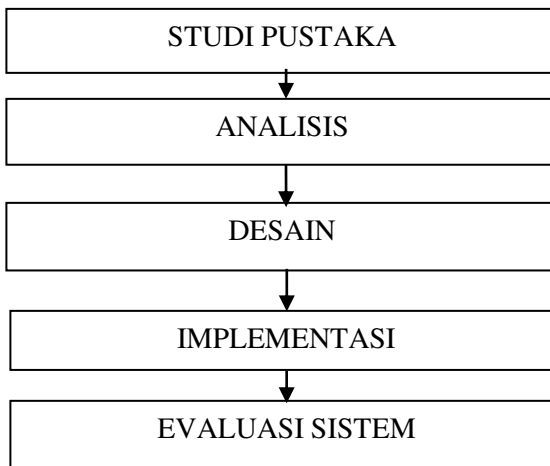 STUDI PUSTAKA
ANALISIS
DESAIN
IMPLEMENTASI
EVALUASI SISTEM